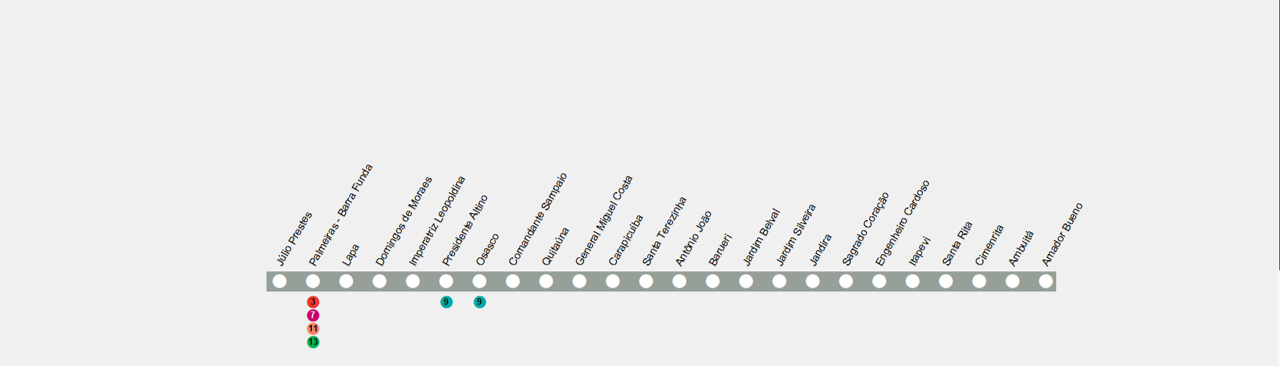 Júlio Prestes
Palmeiras - Barra Funda
Lapa
Domingos de Moraes
Imperatriz Leopoldina
Presidente Altino
Osasco
Comandante Sampaio
Quitaúna
General Miguel Costa
Carapicuíba
Santa Terezinha
Antônio João
Barueri
Jardim Belval
Jardim Silveira
Jandira
Sagrado Coração
Engenheiro Cardoso
Itapevi
Santa Rita
Cimenrita
Ambuitá
Amador Bueno
3
7
11
13
9
9